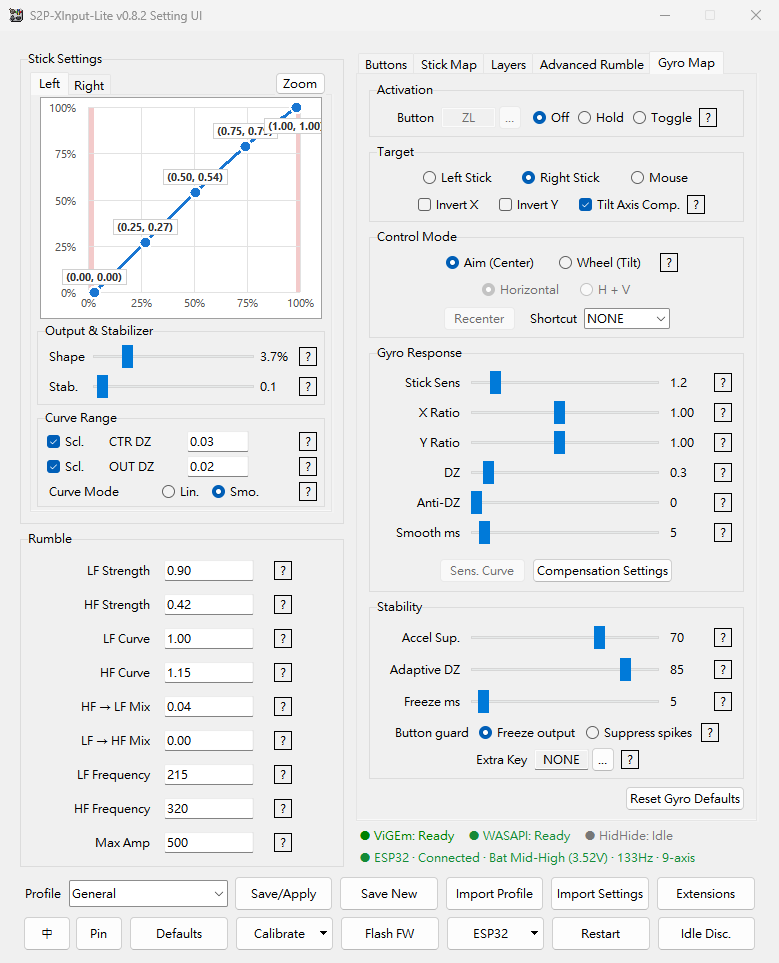 S2P-XInput-Lite v0.8.2 Setting UI
Stick Settings
Left
Right
Zoom
100%
75%
50%
25%
0%
(0.00, 0.00)
(0.25, 0.27)
(0.50, 0.54)
(0.75, 0.7
(1.00, 1.00)
0%
25%
50%
75%
100%
Output & Stabilizer
Shape 3.7% ?
Stab. 0.1 ?
Curve Range
Scl. CTR DZ 0.03 ?
Scl. OUT DZ 0.02 ?
Curve Mode Lin. Smo. ?
Rumble
LF Strength 0.90 ?
HF Strength 0.42 ?
LF Curve 1.00 ?
HF Curve 1.15 ?
HF → LF Mix 0.04 ?
LF → HF Mix 0.00 ?
LF Frequency 215 ?
HF Frequency 320 ?
Max Amp 500 ?
Buttons
Stick Map
Layers
Advanced Rumble
Gyro Map
Activation
Button ZL ... Off Hold Toggle ?
Target
Left Stick Right Stick Mouse
Invert X Invert Y Tilt Axis Comp. ?
Control Mode
Aim (Center) Wheel (Tilt) ?
Horizontal H + V
Recenter Shortcut NONE
Gyro Response
Stick Sens 1.2 ?
X Ratio 1.00 ?
Y Ratio 1.00 ?
DZ 0.3 ?
Anti-DZ 0 ?
Smooth ms 5 ?
Sens. Curve Compensation Settings
Stability
Accel Sup. 70 ?
Adaptive DZ 85 ?
Freeze ms 5 ?
Button guard Freeze output Suppress spikes ?
Extra Key NONE ... ?
Reset Gyro Defaults
ViGEm: Ready WASAPI: Ready HidHide: Idle
ESP32 · Connected · Bat Mid-High (3.52V) · 133Hz · 9-axis
Profile General Save/Apply Save New Import Profile Import Settings Extensions
中 Pin Defaults Calibrate Flash FW ESP32 Restart Idle Disc.